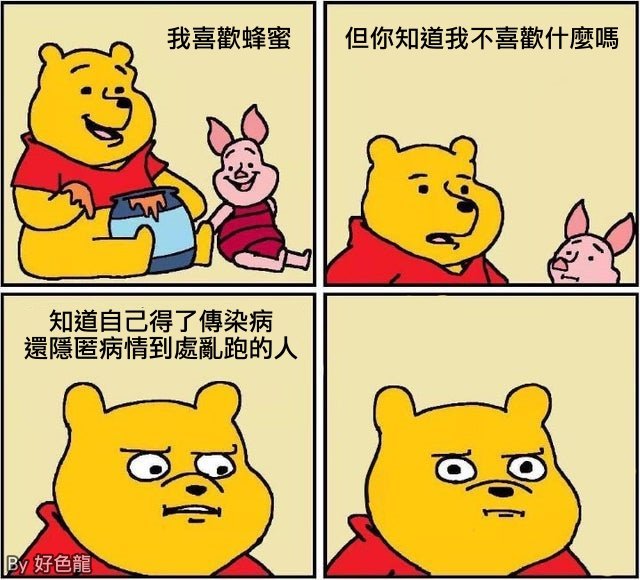 我喜歡蜂蜜
但你知道我不喜歡什麼嗎
知道自己得了傳染病
還隱匿病情到處亂跑的人
By 好色龍